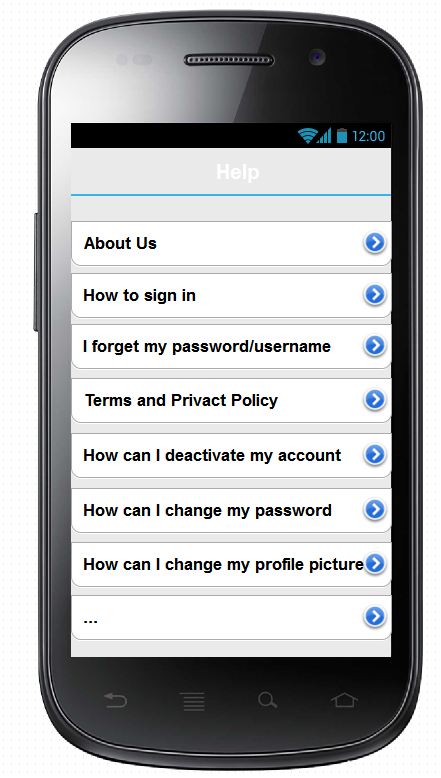 12:00
Help
About Us
How to sign in
I forget my password/username
Terms and Privact Policy
How can I deactivate my account
How can I change my password
How can I change my profile picture
...